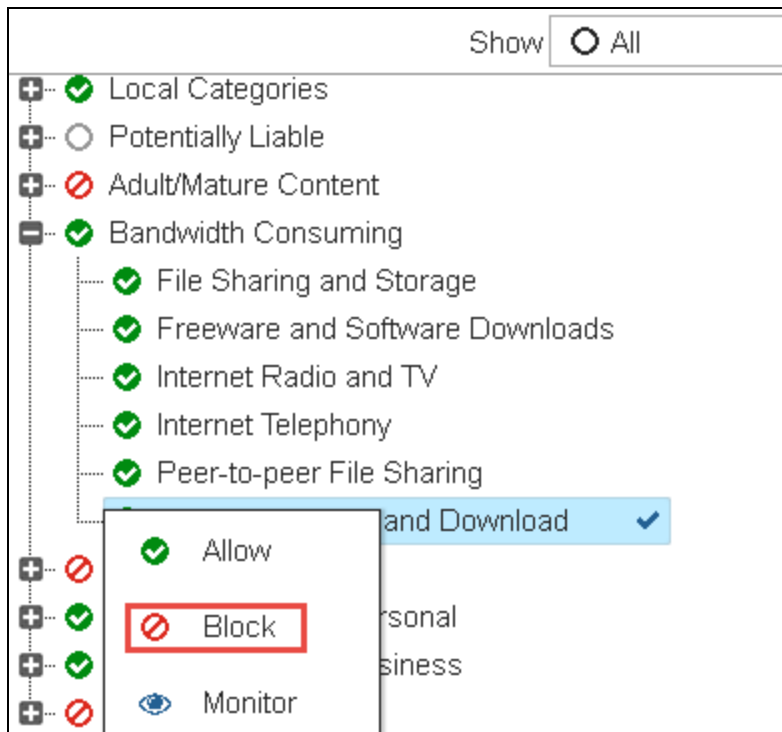 Show All
Local Categories
Potentially Liable
Adult/Mature Content
Bandwidth Consuming
File Sharing and Storage
Freeware and Software Downloads
Internet Radio and TV
Internet Telephony
Peer-to-peer File Sharing
and Download
Allow
rsonal
Block
siness
Monitor